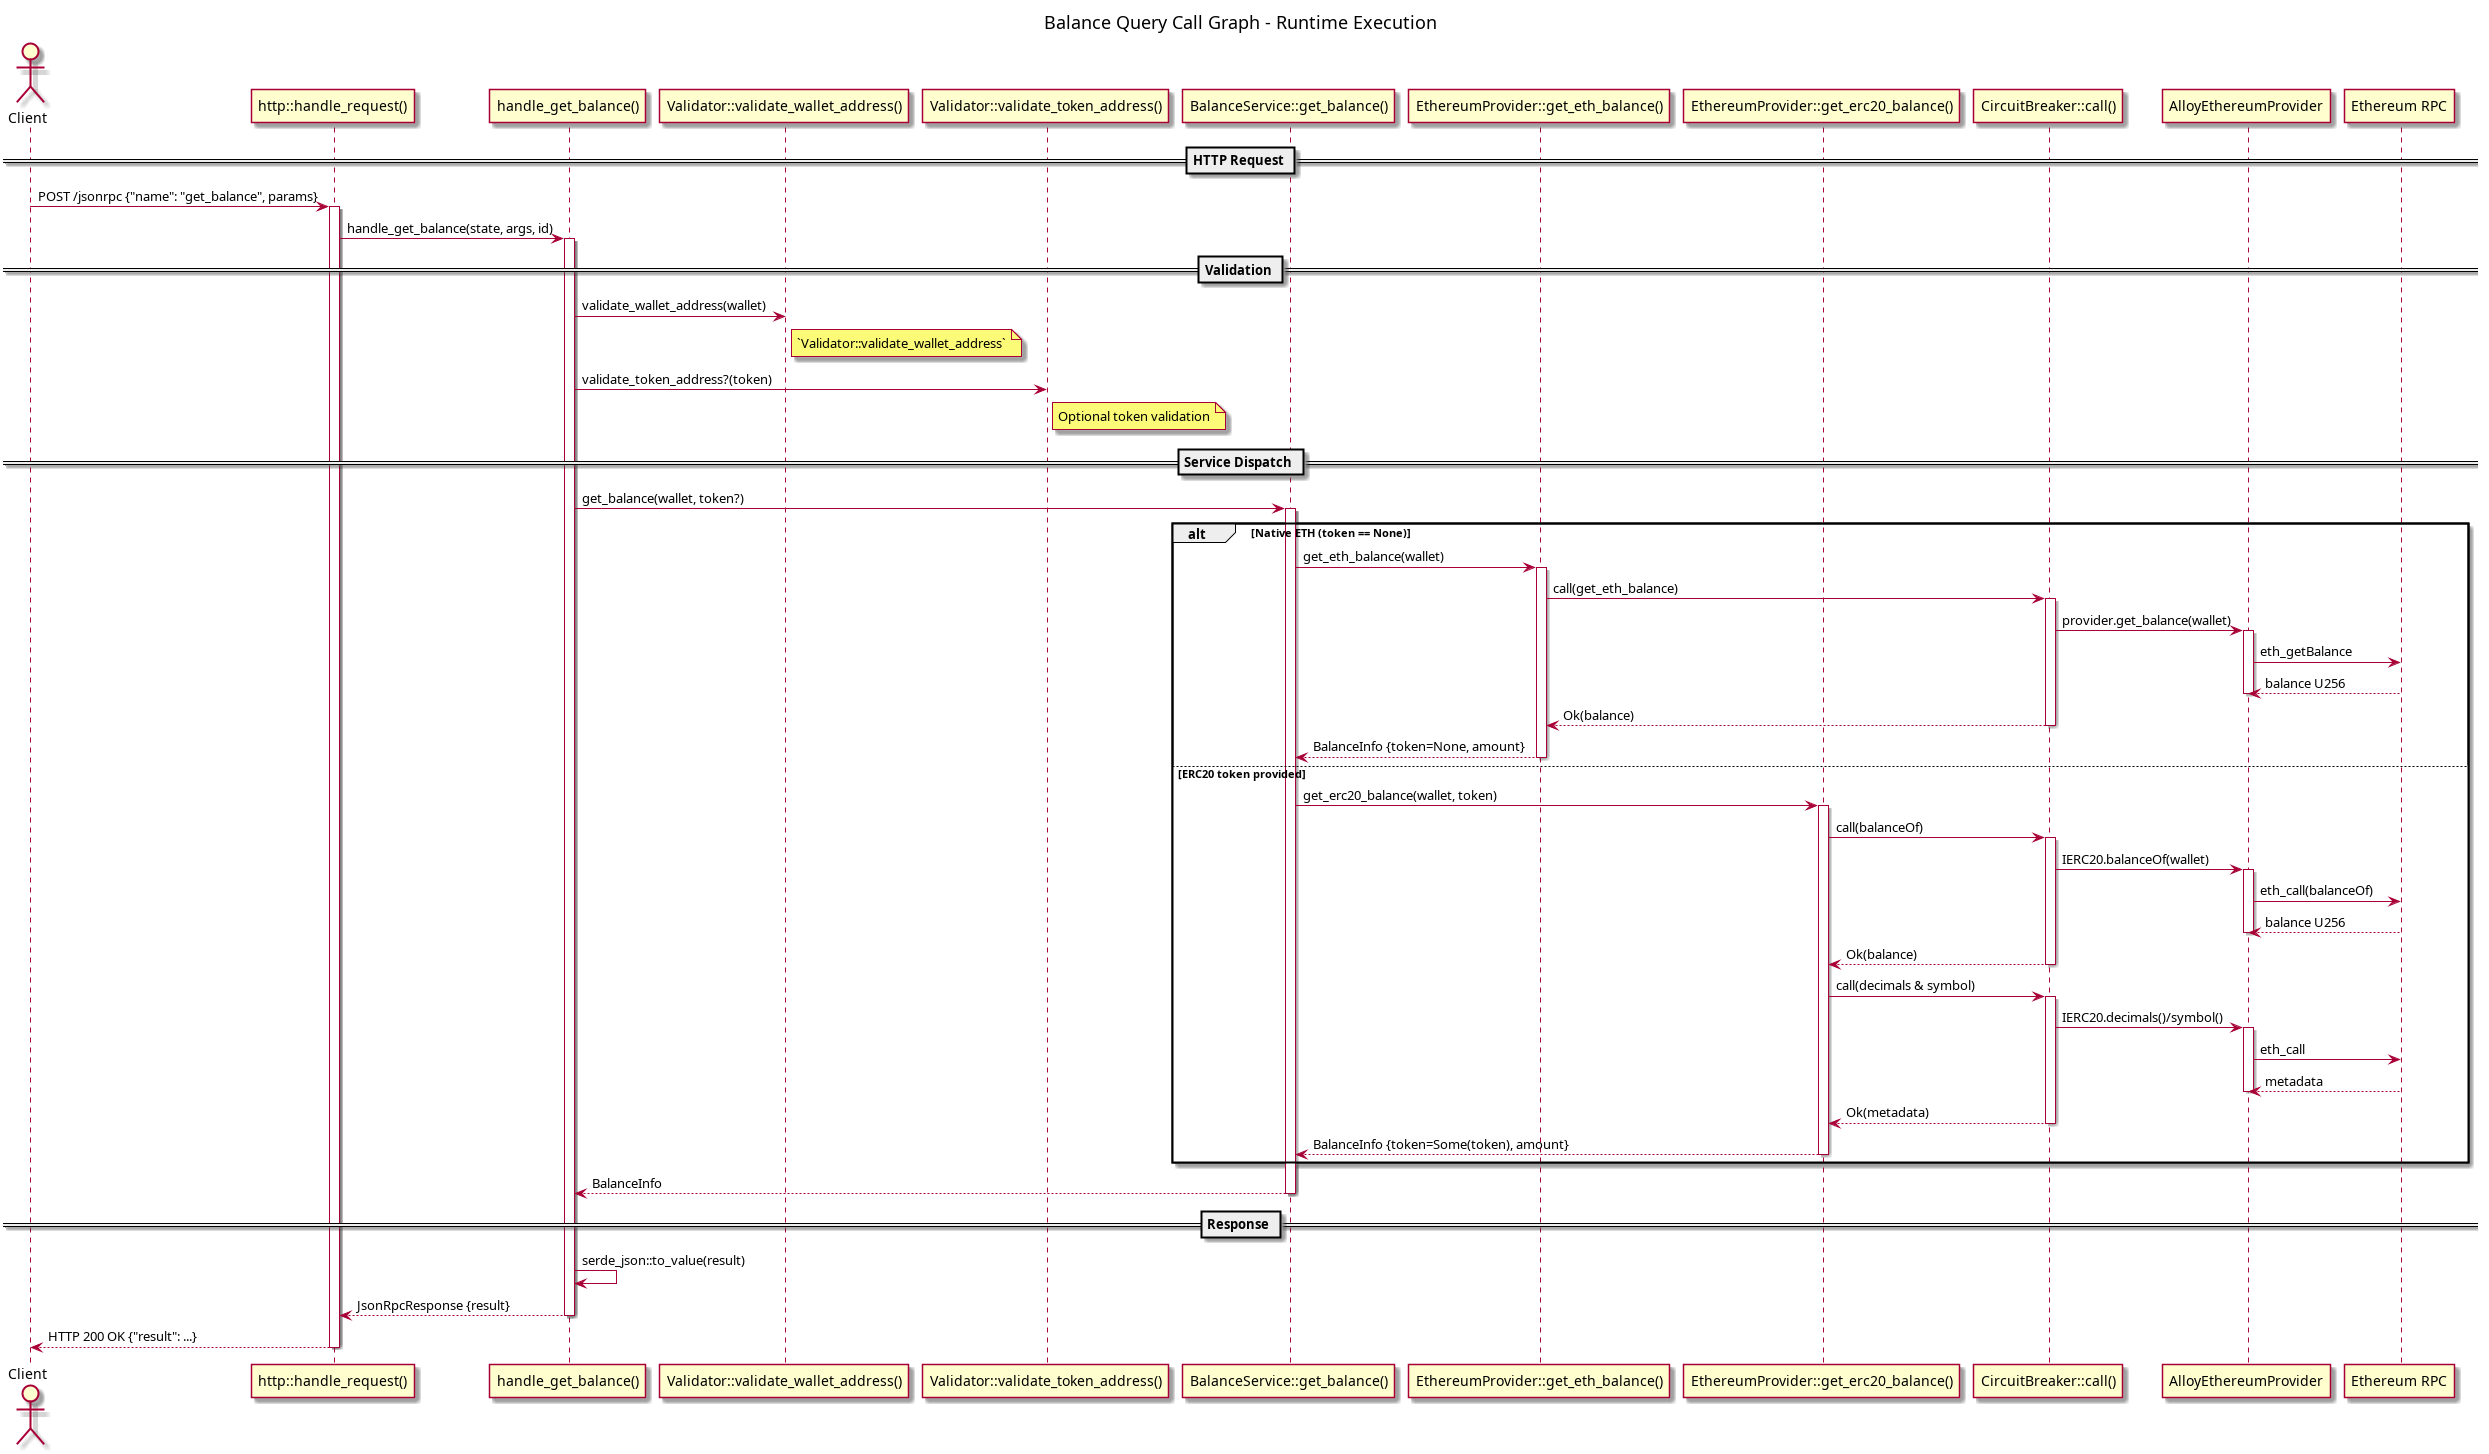 Balance Query Call Graph - Runtime Execution
Client
http::handle_request()
handle_get_balance()
Validator::validate_wallet_address()
Validator::validate_token_address()
BalanceService::get_balance()
EthereumProvider::get_eth_balance()
EthereumProvider::get_erc20_balance()
CircuitBreaker::call()
AlloyEthereumProvider
Ethereum RPC
HTTP Request
POST /jsonrpc {"name": "get_balance", params}
handle_get_balance(state, args, id)
Validation
validate_wallet_address(wallet)
`Validator::validate_wallet_address`
validate_token_address?(token)
Optional token validation
Service Dispatch
get_balance(wallet, token?)
alt
[Native ETH (token == None)]
get_eth_balance(wallet)
call(get_eth_balance)
provider.get_balance(wallet)
eth_getBalance
balance U256
Ok(balance)
BalanceInfo {token=None, amount}
[ERC20 token provided]
get_erc20_balance(wallet, token)
call(balanceOf)
IERC20.balanceOf(wallet)
eth_call(balanceOf)
balance U256
Ok(balance)
call(decimals & symbol)
IERC20.decimals()/symbol()
eth_call
metadata
Ok(metadata)
BalanceInfo {token=Some(token), amount}
BalanceInfo
Response
serde_json::to_value(result)
JsonRpcResponse {result}
HTTP 200 OK {"result": ...}
Client
http::handle_request()
handle_get_balance()
Validator::validate_wallet_address()
Validator::validate_token_address()
BalanceService::get_balance()
EthereumProvider::get_eth_balance()
EthereumProvider::get_erc20_balance()
CircuitBreaker::call()
AlloyEthereumProvider
Ethereum RPC